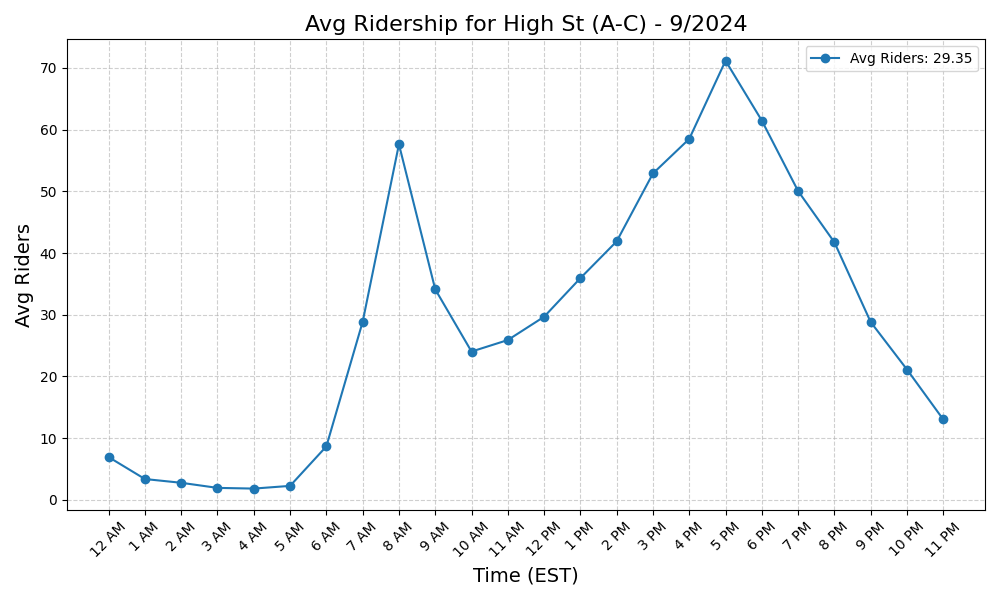 Avg Ridership for High St (A-C) - 9/2024
Avg Riders: 29.35
Avg Riders
70
60
50
40
30
20
10
0
12 AM
1 AM
2 AM
3 AM
4 AM
5 AM
6 AM
7 AM
8 AM
9 AM
10 AM
11 AM
12 PM
1 PM
2 PM
3 PM
4 PM
5 PM
6 PM
7 PM
8 PM
9 PM
10 PM
11 PM
Time (EST)